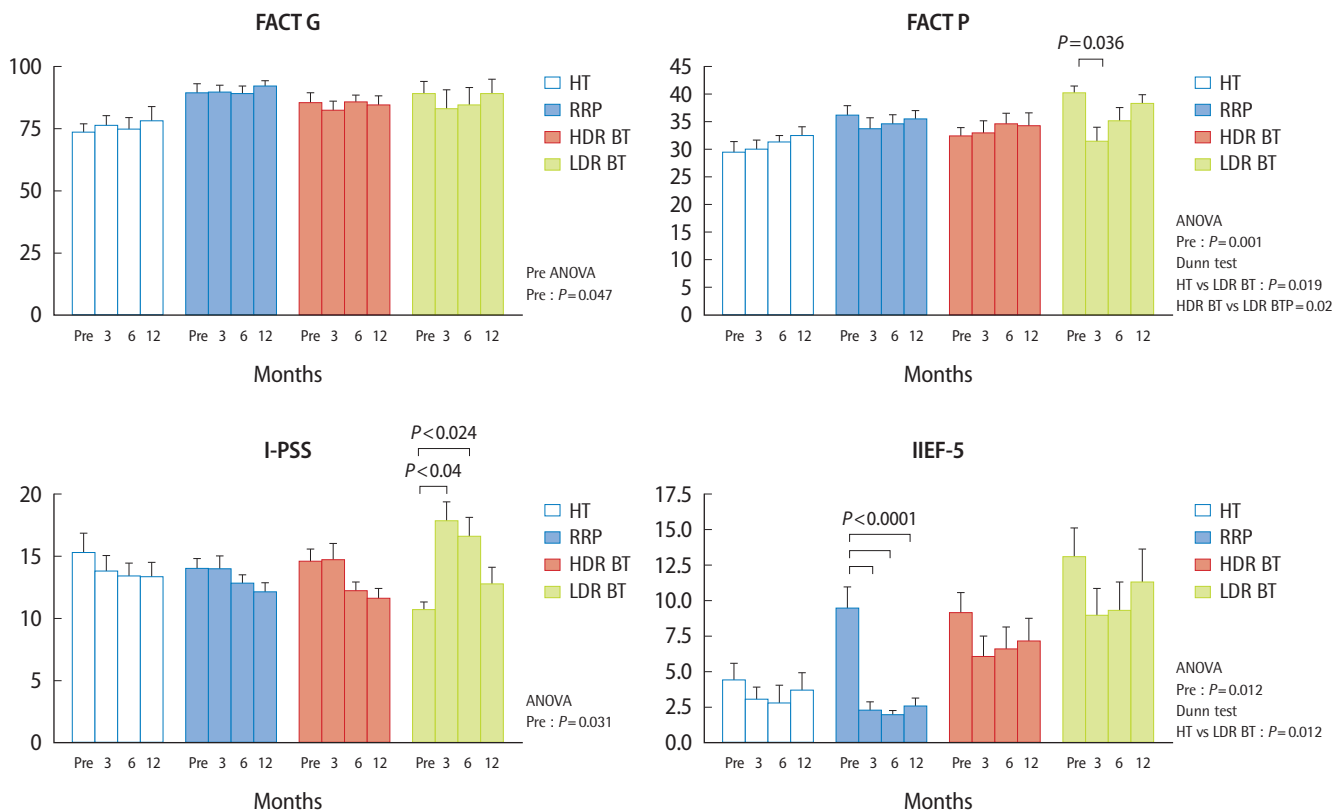 FACT G
100
75
50
25
0
HT
RRP
HDR BT
LDR BT
Pre ANOVA
Pre : P=0.047
Pre 3 6 12 Pre 3 6 12 Pre 3 6 12 Pre 3 6 12
Months
FACT P
P=0.036
45
40
35
30
25
20
15
10
5
0
HT
RRP
HDR BT
LDR BT
ANOVA
Pre : P=0.001
Dunn test
HT vs LDR BT : P=0.019
HDR BT vs LDR BTP=0.02
Pre 3 6 12 Pre 3 6 12 Pre 3 6 12 Pre 3 6 12
Months
I-PSS
P<0.024
P<0.04
20
15
10
5
0
HT
RRP
HDR BT
LDR BT
ANOVA
Pre : P=0.031
Pre 3 6 12 Pre 3 6 12 Pre 3 6 12 Pre 3 6 12
Months
IIEF-5
P<0.0001
17.5
15.0
12.5
10.0
7.5
5.0
2.5
0.0
HT
RRP
HDR BT
LDR BT
ANOVA
Pre : P=0.012
Dunn test
HT vs LDR BT : P=0.012
Pre 3 6 12 Pre 3 6 12 Pre 3 6 12 Pre 3 6 12
Months